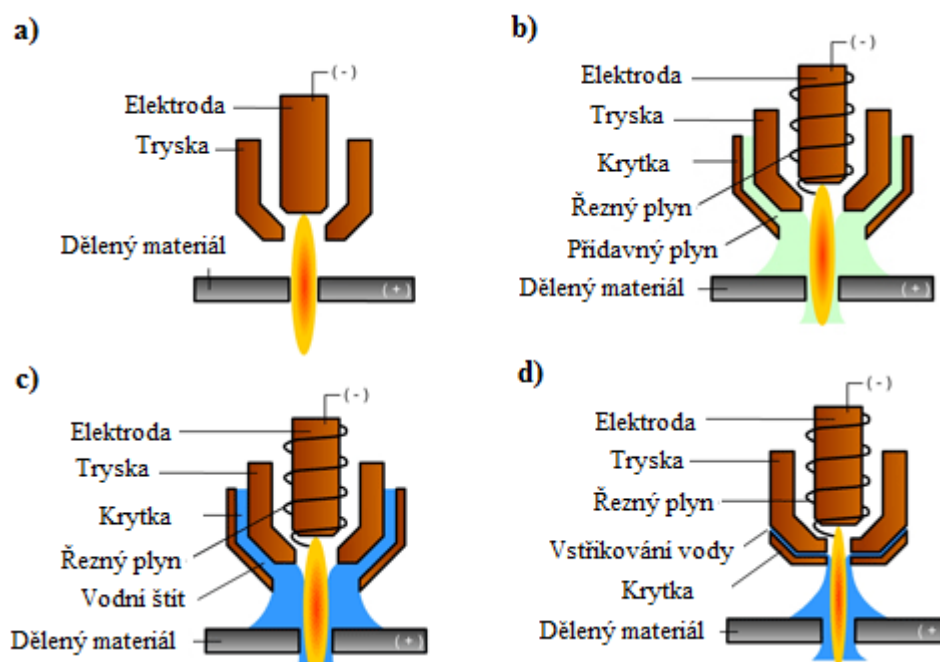 a)
(-)
Elektroda
Tryska
Dělený materiál
(+)
b)
(-)
Elektroda
Tryska
Krytka
Řezný plyn
Přídavný plyn
Dělený materiál
(+)
c)
(-)
Elektroda
Tryska
Krytka
Řezný plyn
Vodní štít
Dělený materiál
(+)
d)
(-)
Elektroda
Tryska
Řezný plyn
Vstřikování vody
Krytka
Dělený materiál
(+)